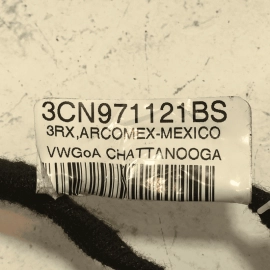 3CN971121BS
3RX,ARCOMEX-MEXICO
VWGoA CHATTANOOGA